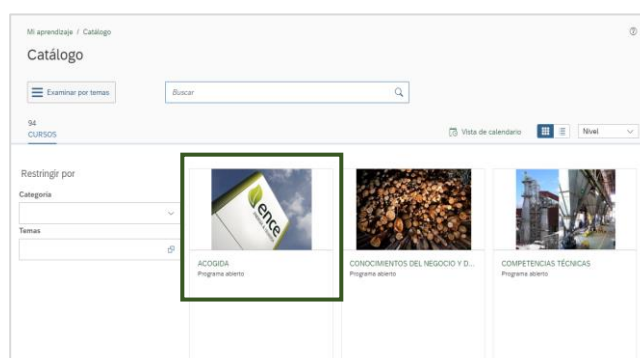 Mi aprendizaje / Catálogo
Catálogo
Examinar por temas
Buscar
94
CURSOS
Vista de calendario
Nivel
Restringir por
Categoría
Temas
ence
ACOGIDA
Programa abierto
CONOCIMIENTOS DEL NEGOCIO Y D...
Programa abierto
COMPETENCIAS TÉCNICAS
Programa abierto